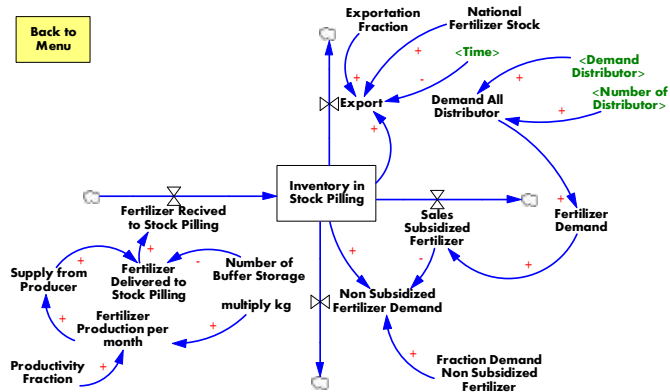 Back to
Menu
Exportation
Fraction
National
Fertilizer Stock
<Time>
<Demand
Distributor>
<Number of
Distributor>
Export
Demand All
Distributor
+
+
-
+
+
+
Inventory in
Stock Pilling
Fertilizer Recived
to Stock Pilling
Sales
Subsidized
Fertilizer
+
Fertilizer
Demand
+
Supply from
Producer
+
+
Fertilizer
Delivered to
Stock Pilling
-
Number of
Buffer Storage
+
-
+
Non Subsidized
Fertilizer Demand
multiply kg
+
Fertilizer
Production per
month
+
+
Productivity
Fraction
+
Fraction Demand
Non Subsidized
Fertilizer